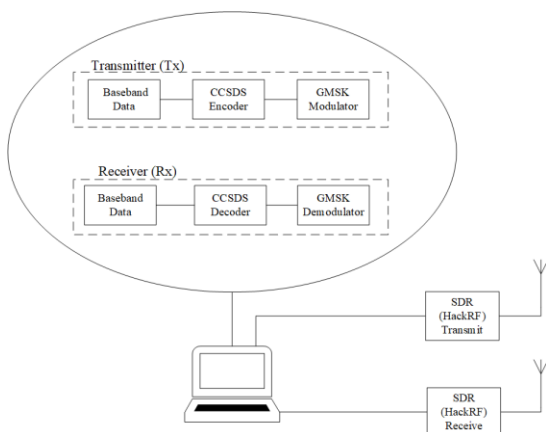 Transmitter (Tx)
Baseband
Data
CCSDS
Encoder
GMSK
Modulator
Receiver (Rx)
Baseband
Data
CCSDS
Decoder
GMSK
Demodulator
SDR
(HackRF)
Transmit
SDR
(HackRF)
Receive